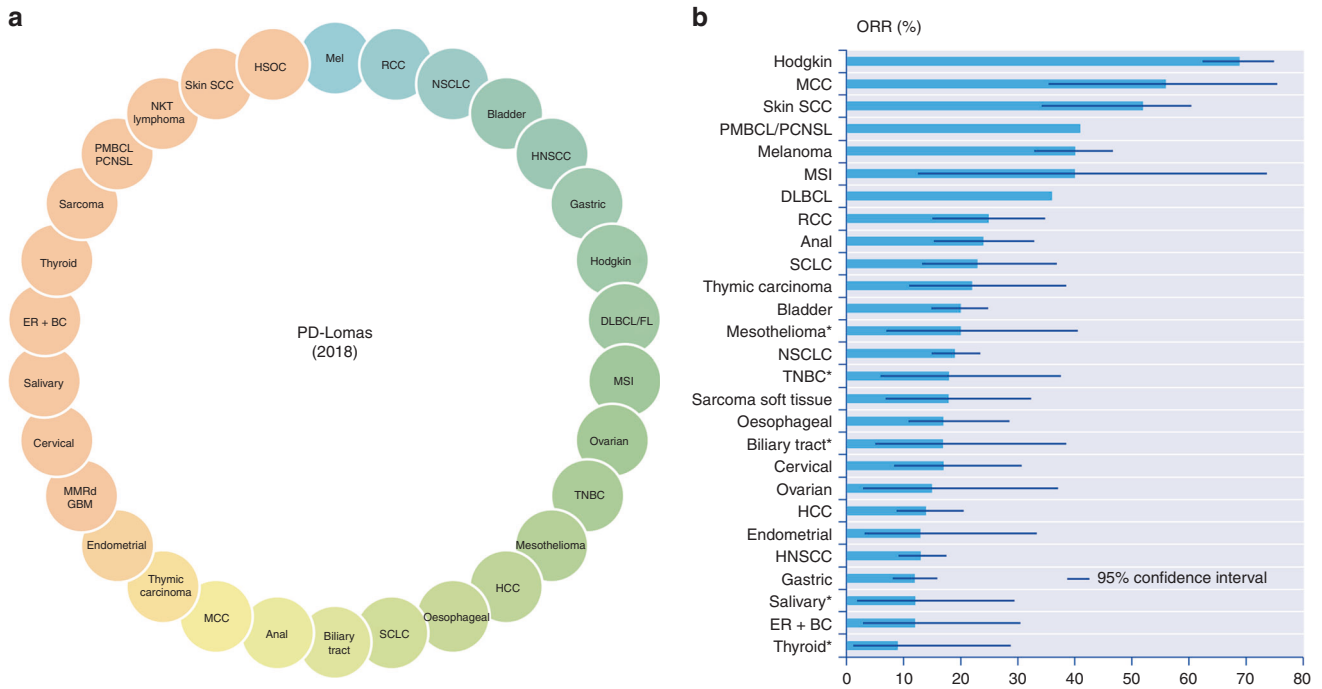 a
HSOC
Mel
RCC
NSCLC
Bladder
HNSCC
Gastric
Hodgkin
DLBCL/FL
MSI
Ovarian
TNBC
Mesothelioma
HCC
Oesophageal
SCLC
Biliary
tract
Anal
MCC
Thymic
carcinoma
Endometrial
MMRd
GBM
Cervical
Salivary
ER + BC
Thyroid
Sarcoma
PMBCL
PCNSL
NKT
lymphoma
Skin SCC
PD-Lomas
(2018)
b
ORR (%)
Hodgkin
MCC
Skin SCC
PMBCL/PCNSL
Melanoma
MSI
DLBCL
RCC
Anal
SCLC
Thymic carcinoma
Bladder
Mesothelioma*
NSCLC
TNBC*
Sarcoma soft tissue
Oesophageal
Biliary tract*
Cervical
Ovarian
HCC
Endometrial
HNSCC
Gastric
Salivary*
ER + BC
Thyroid*
95% confidence interval
0 10 20 30 40 50 60 70 80